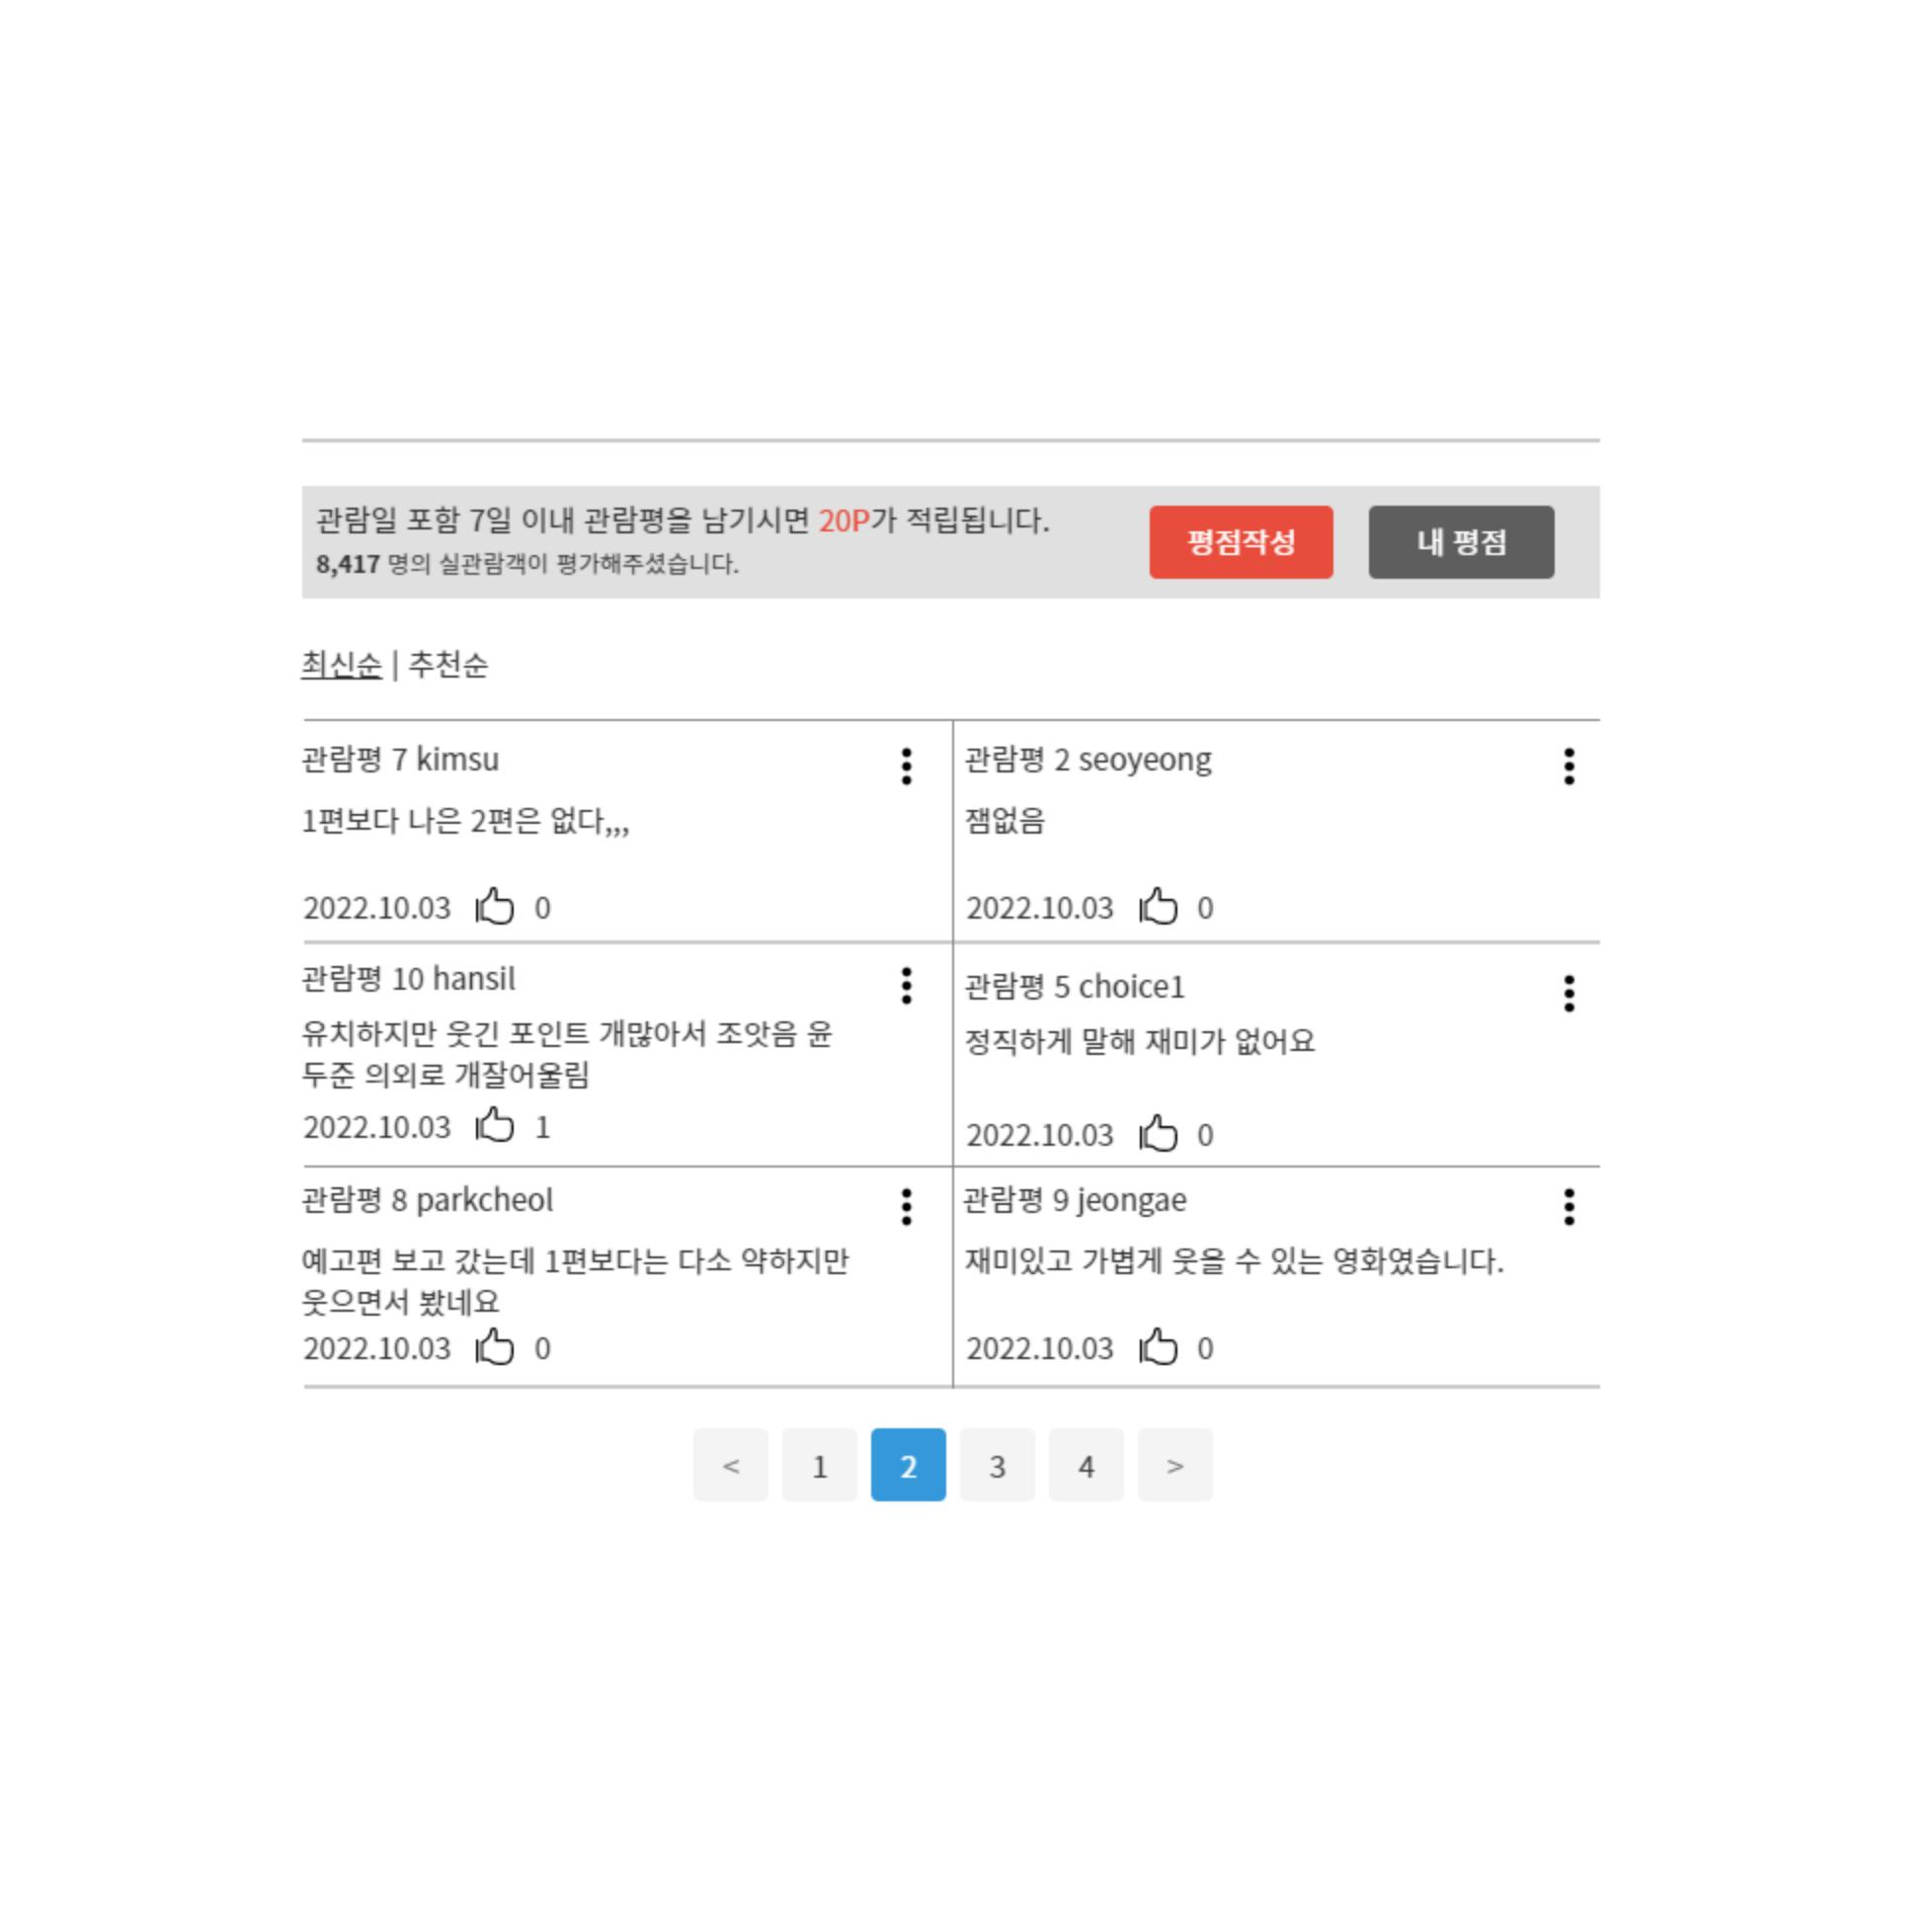 관람일 포함 7일 이내 관람평을 남기시면 20P가 적립됩니다.
8,417 명의 실관람객이 평가해주셨습니다.
평점작성
내 평점
최신순 | 추천순
관람평 7 kimsu
1편보다 나은 2편은 없다,,,
2022.10.03 0
관람평 2 seoyeong
잼없음
2022.10.03 0
관람평 10 hansil
유치하지만 웃긴 포인트 개많아서 조앗음 윤
두준 의외로 개잘어울림
2022.10.03 1
관람평 5 choice1
정직하게 말해 재미가 없어요
2022.10.03 0
관람평 8 parkcheol
예고편 보고 갔는데 1편보다는 다소 약하지만
웃으면서 봤네요
2022.10.03 0
관람평 9 jeongae
재미있고 가볍게 웃을 수 있는 영화였습니다.
2022.10.03 0
< 1 2 3 4 >